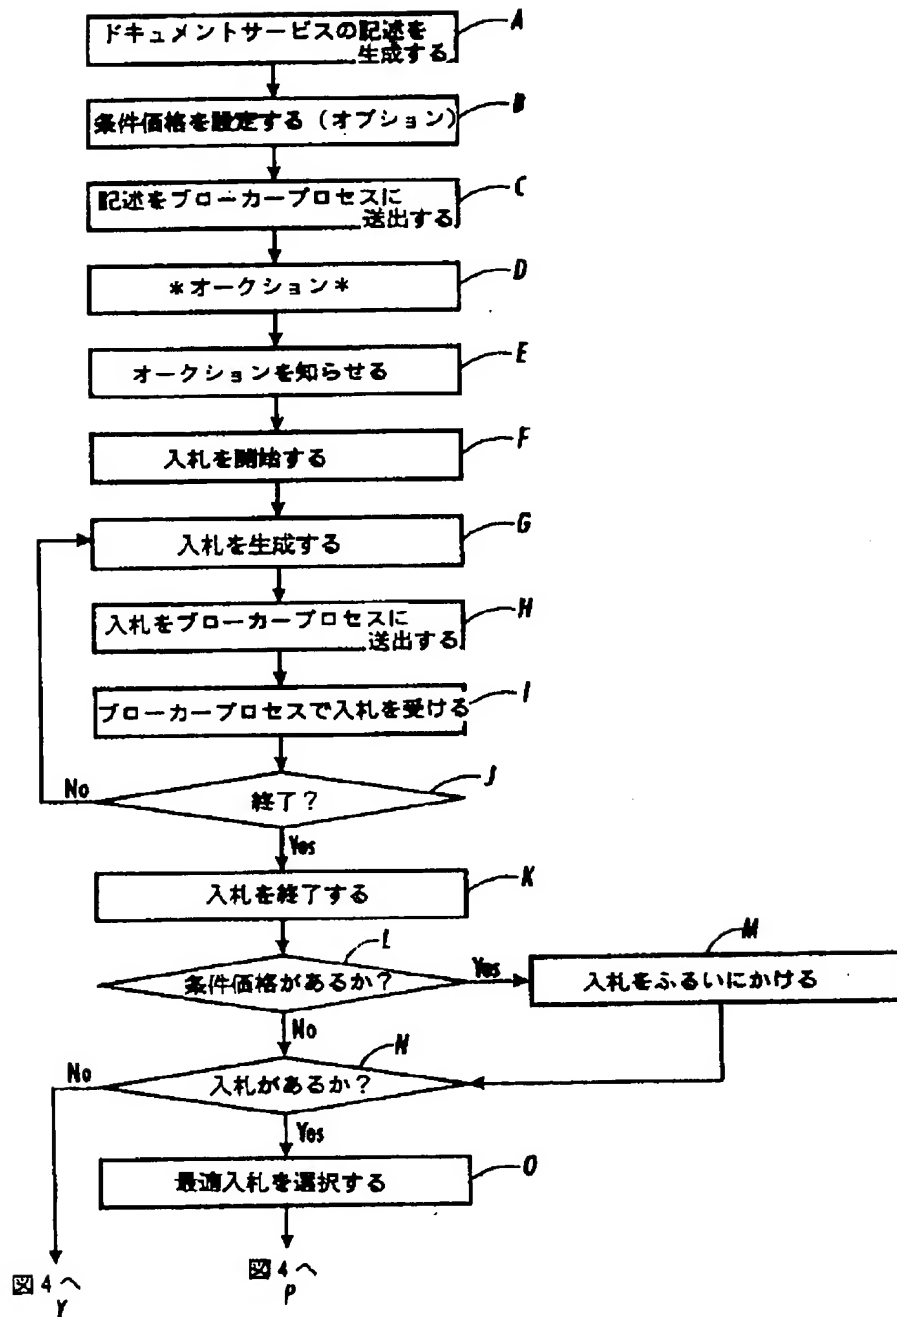 ドキュメントサービスの記述を
生成する
A
条件価格を設定する(オプション)
B
記述をブローカープロセスに
送出する
C
*オークション*
D
オークションを知らせる
E
入札を開始する
F
入札を生成する
G
入札をブローカープロセスに
送出する
H
ブローカープロセスで入札を受ける
I
終了?
J
No
Yes
入札を終了する
K
条件価格があるか?
L
Yes
No
入札をふるいにかける
M
入札があるか?
N
No
Yes
最適入札を選択する
O
図4へ
Y
図4へ
P